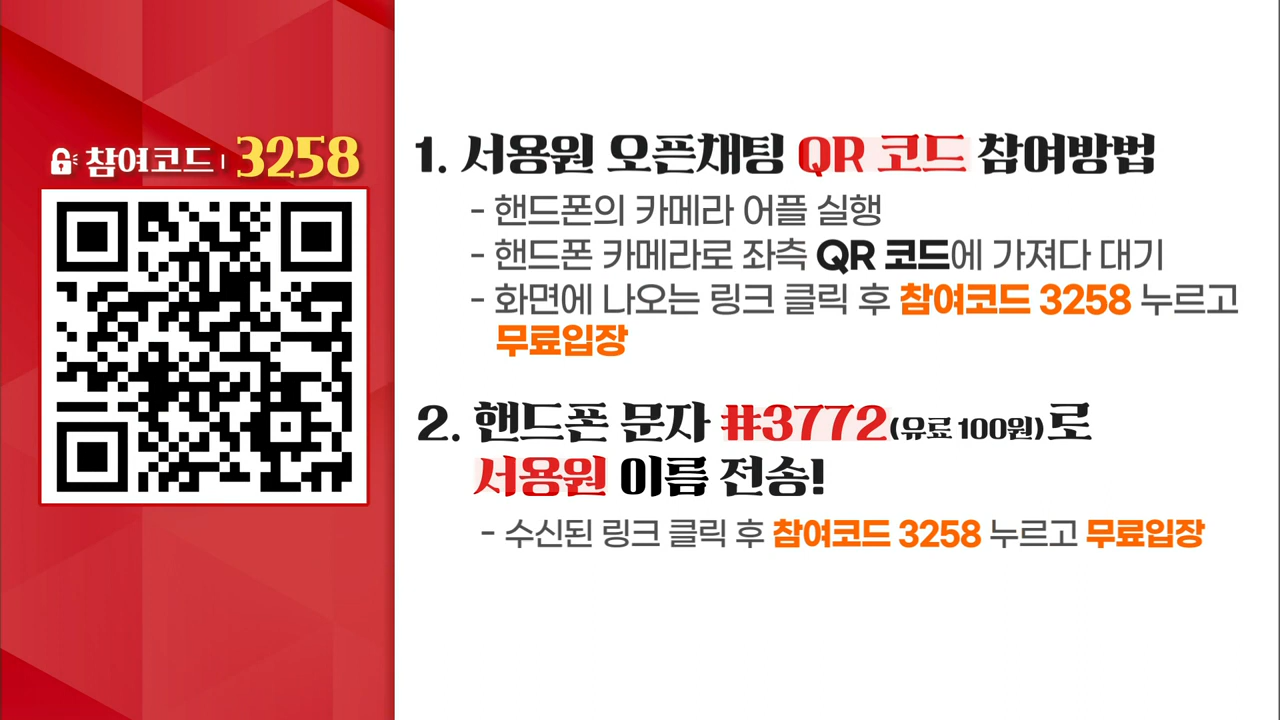 참여코드 | 3258
1. 서용원 오픈채팅 QR 코드 참여방법
- 핸드폰의 카메라 어플 실행
- 핸드폰 카메라로 좌측 QR 코드에 가져다 대기
- 화면에 나오는 링크 클릭 후 참여코드 3258 누르고
무료입장
2. 핸드폰 문자 #3772(유료 100원)로
서용원 이름 전송!
- 수신된 링크 클릭 후 참여코드 3258 누르고 무료입장